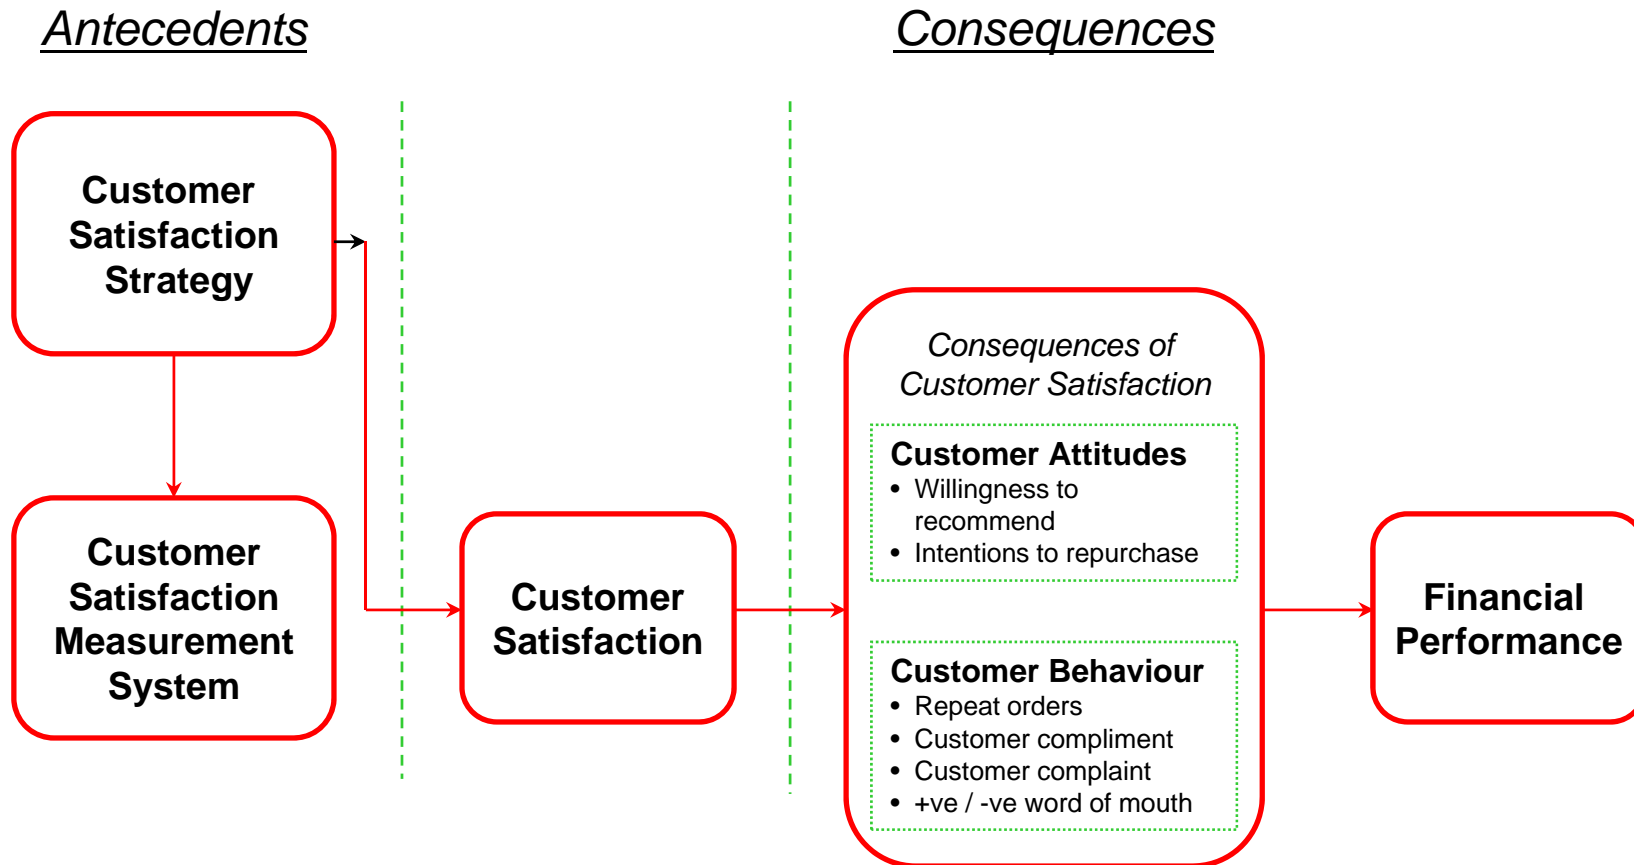 Antecedents
Consequences
Customer
Satisfaction
Strategy
Customer
Satisfaction
Measurement
System
Customer
Satisfaction
Consequences of
Customer Satisfaction
Customer Attitudes
• Willingness to
recommend
• Intentions to repurchase
Customer Behaviour
• Repeat orders
• Customer compliment
• Customer complaint
• +ve / -ve word of mouth
Financial
Performance